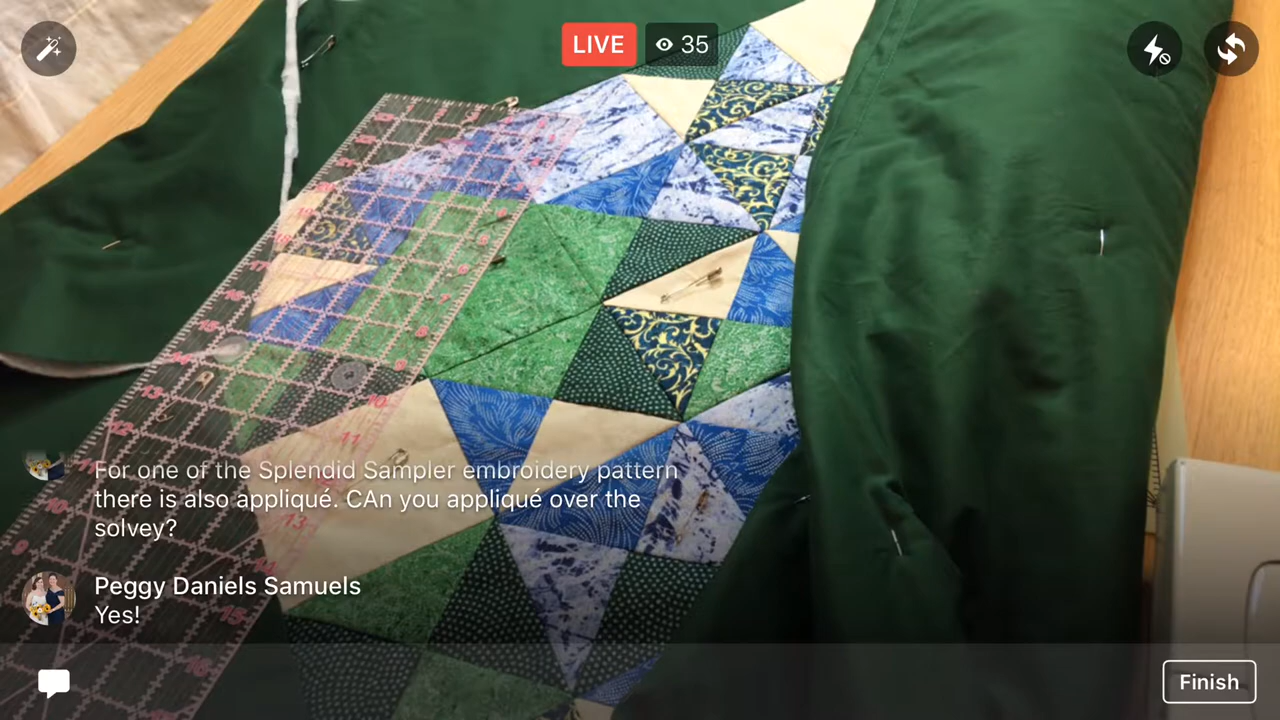 LIVE 35
For one of the Splendid Sampler embroidery pattern
there is also appliqué. CAn you appliqué over the
solvey?
Peggy Daniels Samuels
Yes!
Finish